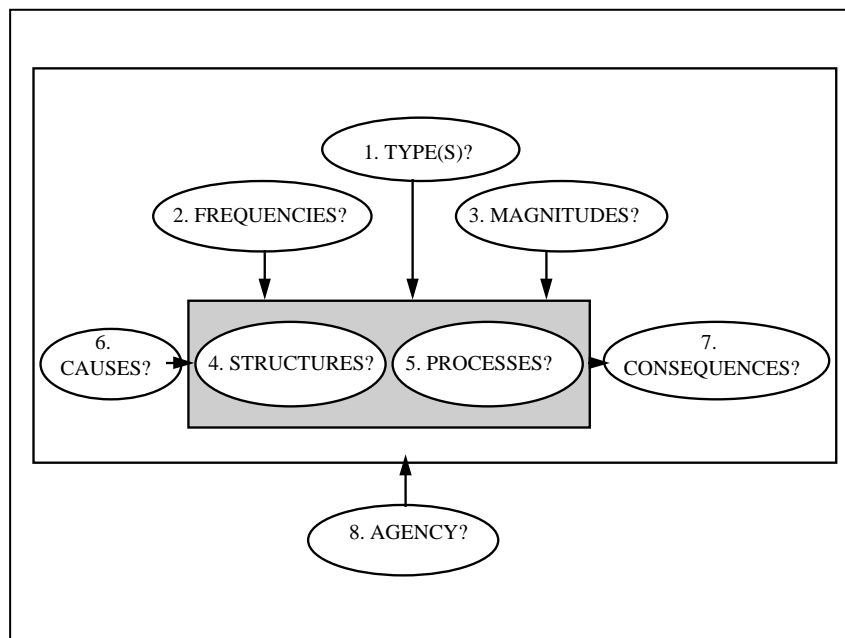 1. TYPE(S)?
2. FREQUENCIES?
3. MAGNITUDES?
6.
CAUSES?
4. STRUCTURES?
5. PROCESSES?
7.
CONSEQUENCES?
8. AGENCY?